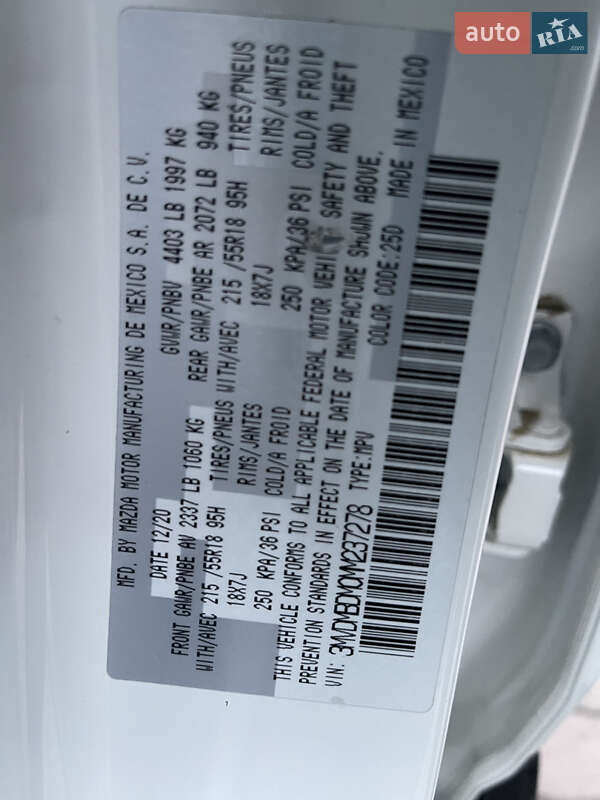 MFD. BY MAZDA MOTOR MANUFACTURING DE MEXICO S.A. DE C.V.
DATE 12/20 GVWR/PNBV 4403 LB 1997 KG
FRONT GAWR/PNBE AV 2337 LB 1060 KG REAR GAWR/PNBE AR 2072 LB 940 KG
WITH/AVEC 215 /55R18 95H TIRES/PNEUS WITH/AVEC 215 /55R18 95H TIRES/PNEUS
18X7J RIMS/JANTES 18X7J RIMS/JANTES
250 KPA/36 PSI COLD/A FROID 250 KPA/36 PSI COLD/A FROID
THIS VEHICLE CONFORMS TO ALL APPLICABLE FEDERAL MOTOR VEHICLE SAFETY AND THEFT
PREVENTION STANDARDS IN EFFECT ON THE DATE OF MANUFACTURE SHOWN ABOVE.
VIN: 3MVDMBDM0MM237278 TYPE:MPV COLOR CODE:25D MADE IN MEXICO
auto RIA.com